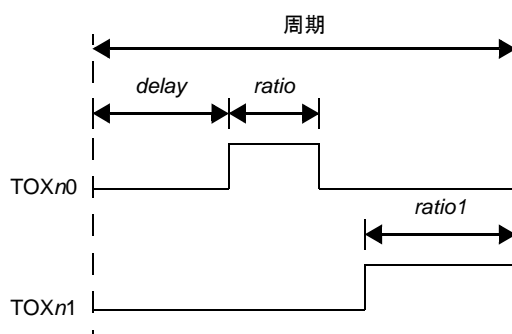 周期
delay ratio
TOXn0
ratio1
TOXn1